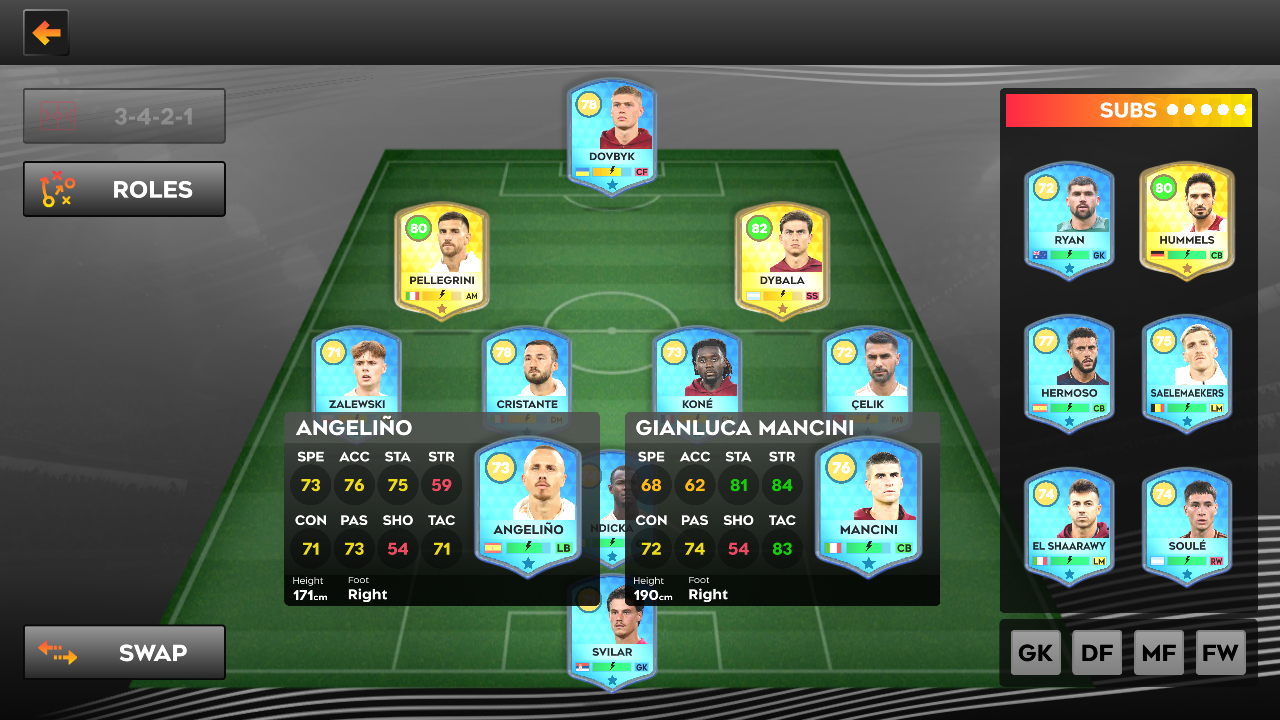 3-4-2-1
ROLES
SWAP
78
DOVBYK
CF
80
PELLEGRINI
AM
82
DYBALA
SS
71
ZALEWSKI
78
CRISTANTE
DM
73
KONÉ
72
ÇELIK
RWB
ANGELIÑO
SPE ACC STA STR
73 76 75 59
CON PAS SHO TAC
71 73 54 71
Height Foot
171cm Right
73
ANGELIÑO
LB
NDICKA
GIANLUCA MANCINI
SPE ACC STA STR
68 62 81 84
CON PAS SHO TAC
72 74 54 83
Height Foot
190cm Right
76
MANCINI
CB
SVILAR
GK
SUBS
72
RYAN
GK
80
HUMMELS
CB
77
HERMOSO
CB
75
SAELEMAEKERS
LM
74
EL SHAARAWY
LM
74
SOULÉ
RW
GK DF MF FW